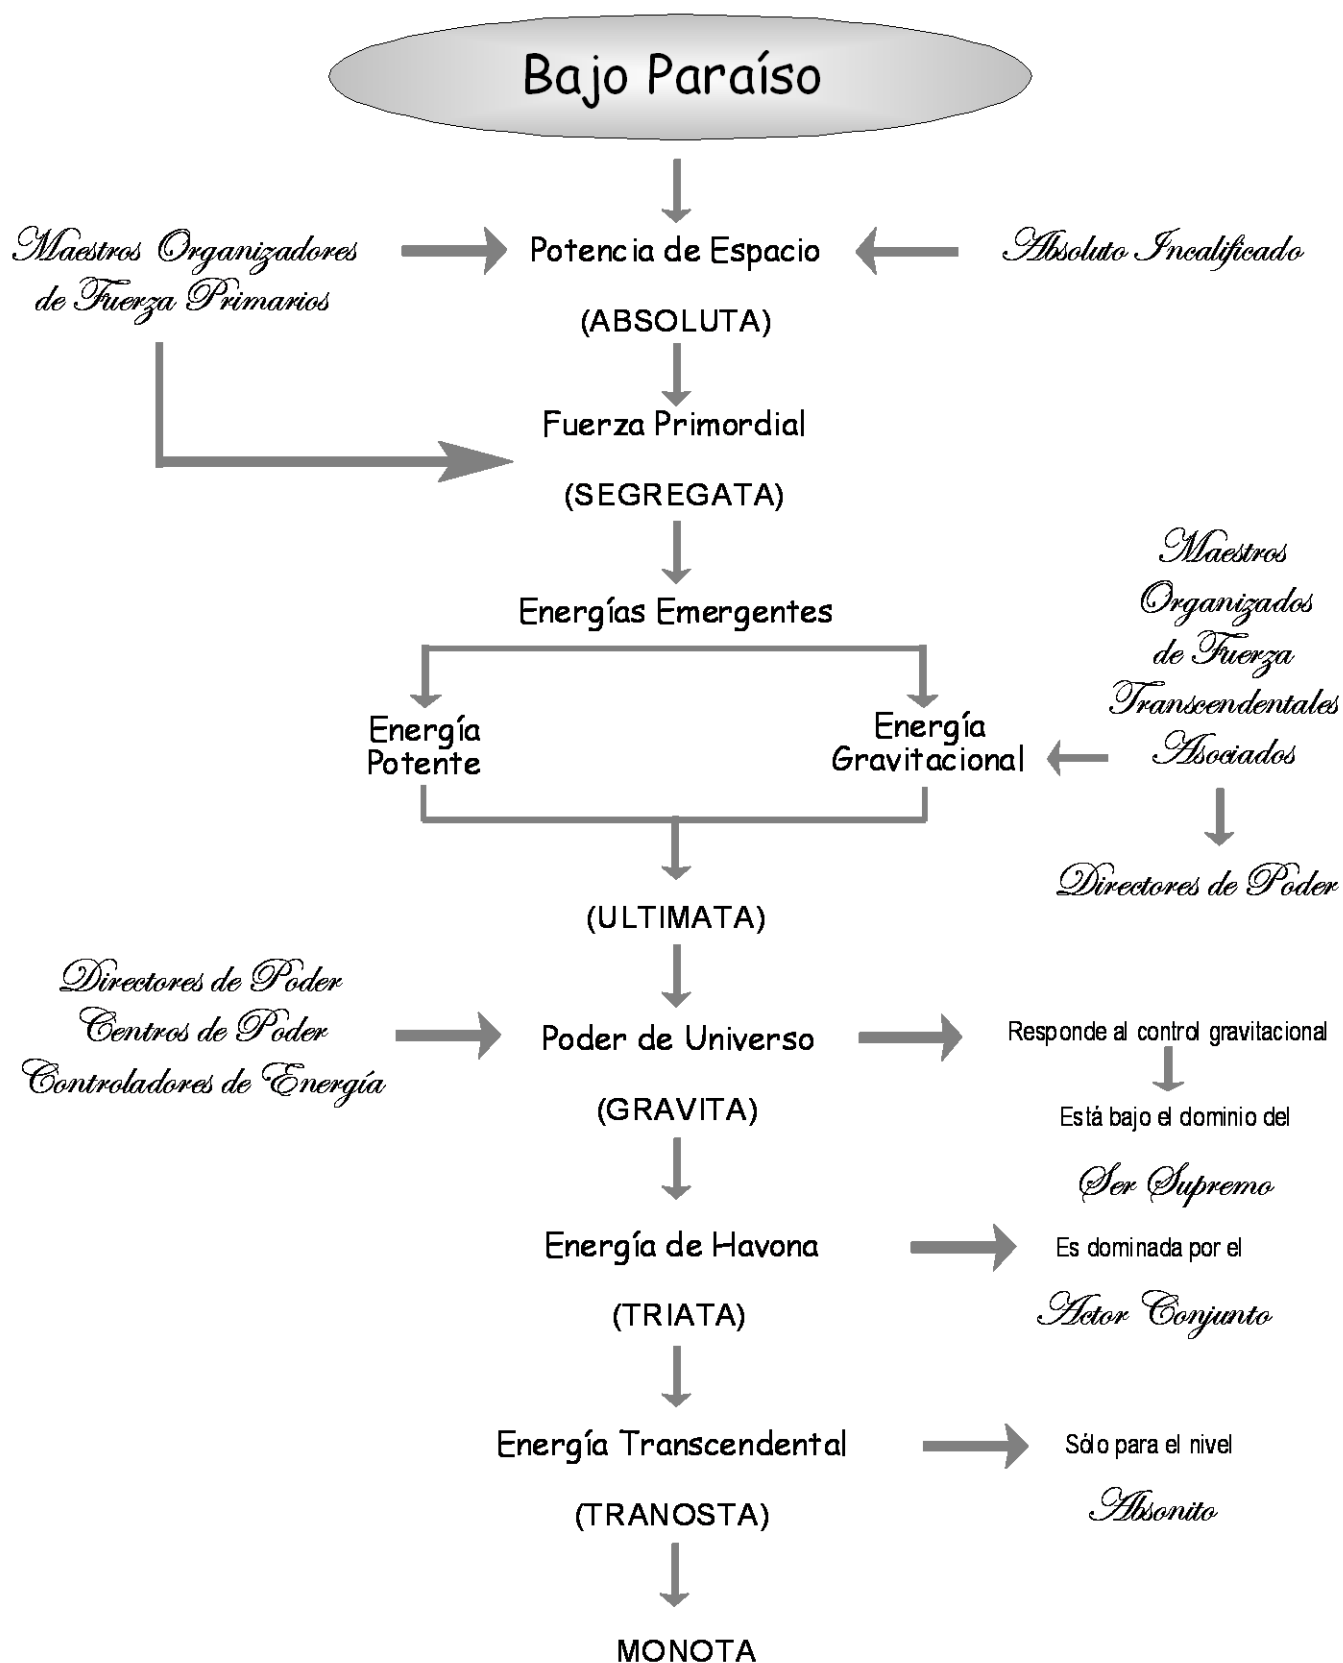 Bajo Paraíso
Maestros Organizadores
de Fuerza Primarios
Potencia de Espacio
Absoluto Incalificado
(ABSOLUTA)
Fuerza Primordial
(SEGREGATA)
Energías Emergentes
Maestros
Organizados
de Fuerza
Transcendentales
Asociados
Energía
Potente
Energía
Gravitacional
Directores de Poder
(ULTIMATA)
Directores de Poder
Centros de Poder
Controladores de Energía
Poder de Universo
Responde al control gravitacional
(GRAVITA)
Está bajo el dominio del
Ser Supremo
Energía de Havona
Es dominada por el
(TRIATA)
Actor Conjunto
Energía Transcendental
Sólo para el nivel
(TRANOSTA)
Absonito
MONOTA